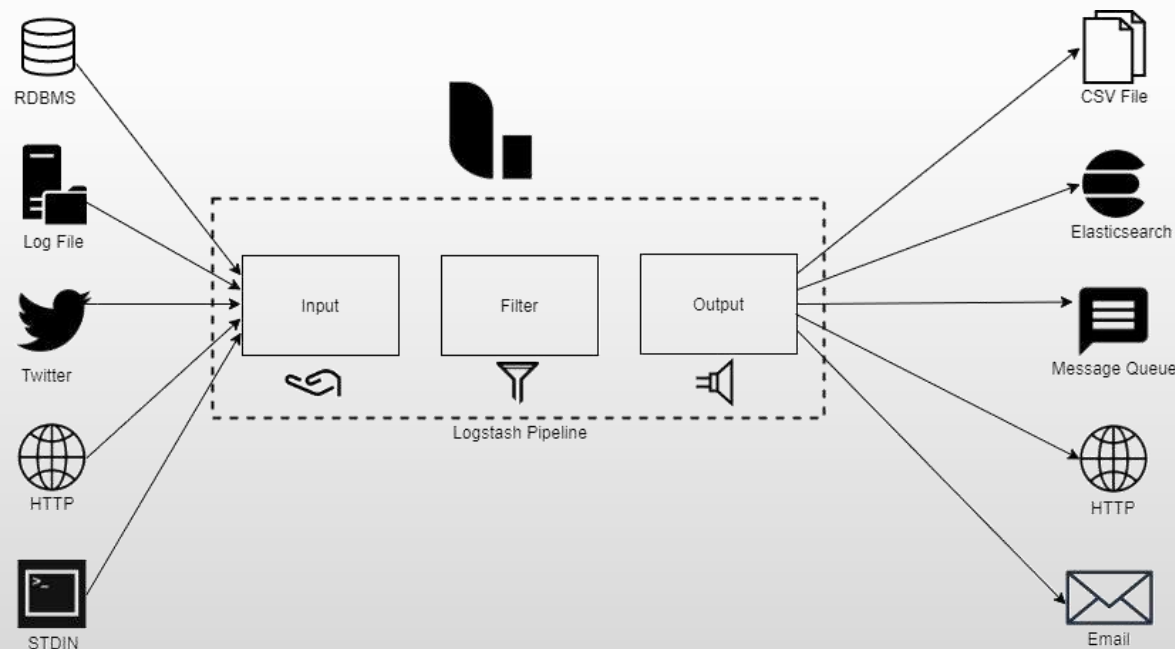 RDBMS
Log File
Twitter
HTTP
STDIN
>_
Input
Filter
Output
Logstash Pipeline
CSV File
Elasticsearch
Message Queue
HTTP
Email